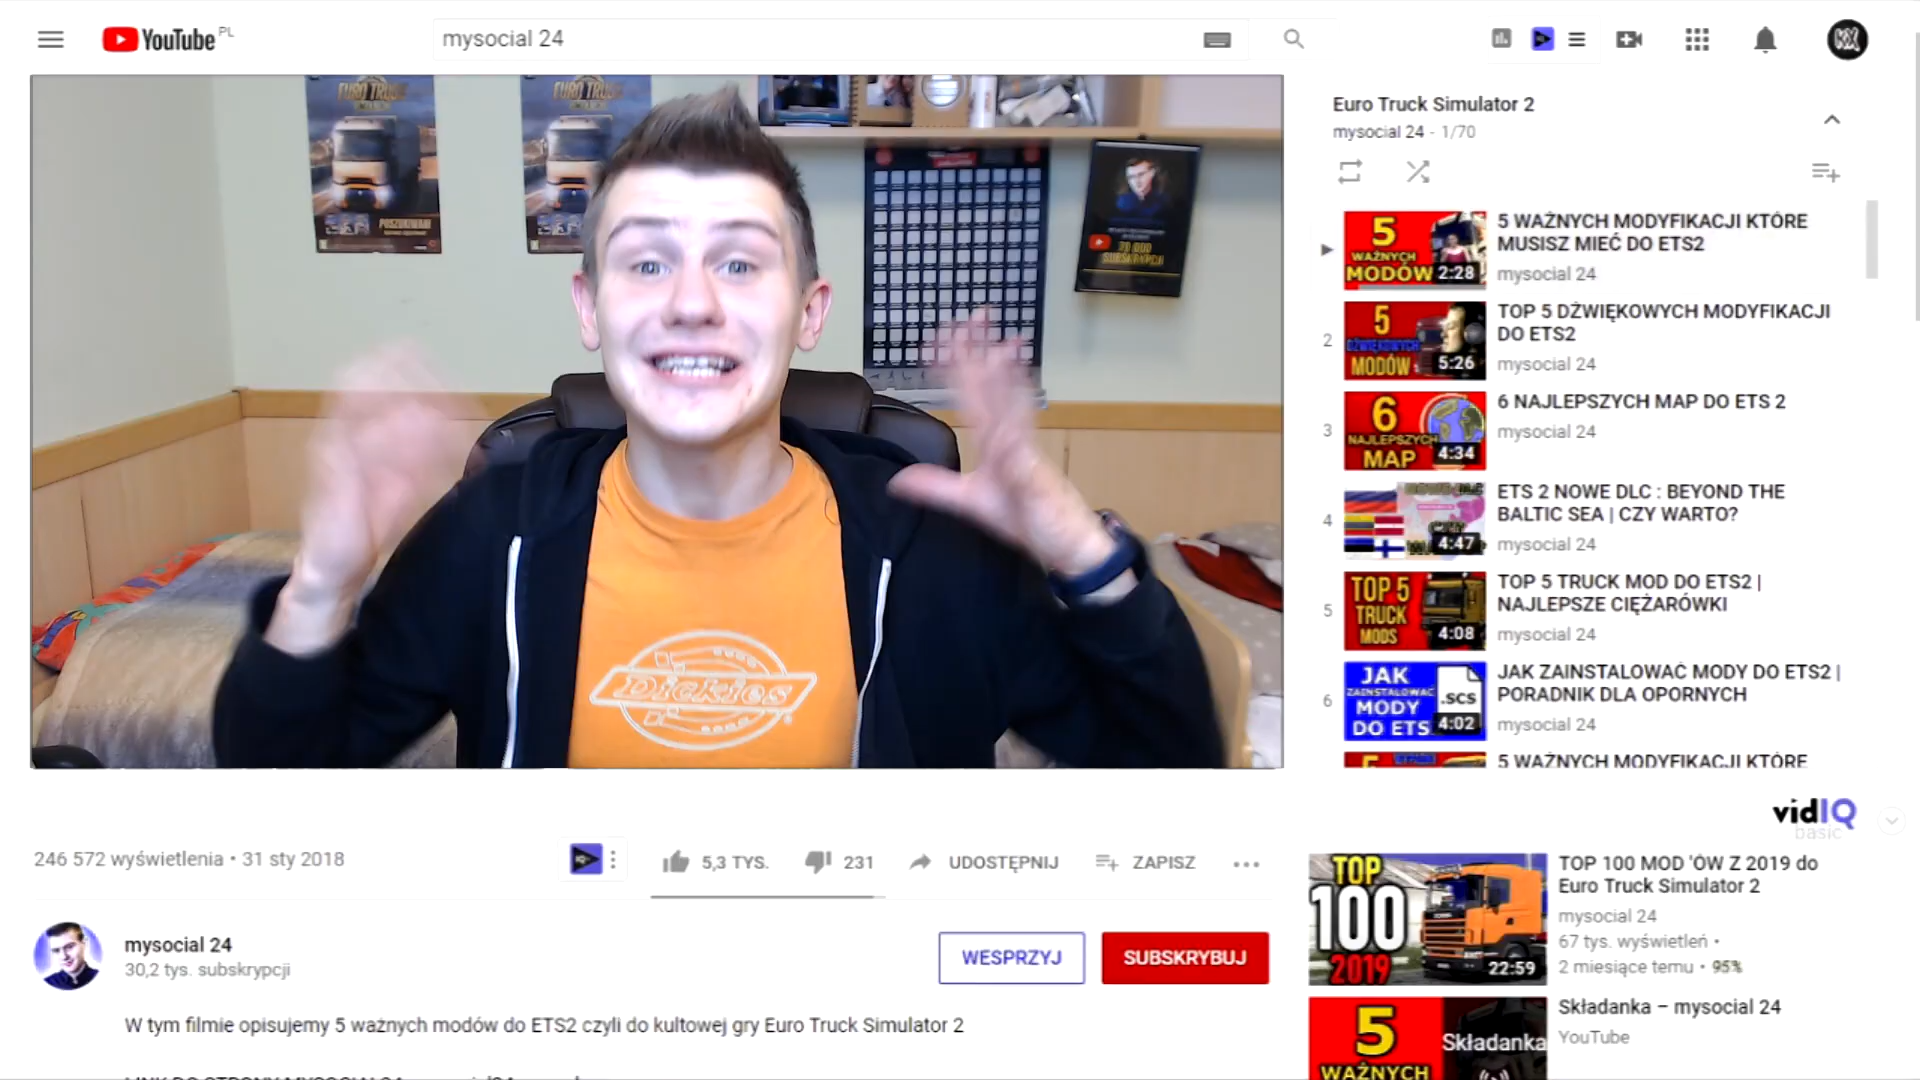 YouTube PL
mysocial 24
EURO TRUCK
EURO TRUCK
POSZUKIWANI
SUBSKRYPCJI
Dickies
Euro Truck Simulator 2
mysocial 24 - 1/70
5
WAŻNYCH
MODÓW
2:28
5 WAŻNYCH MODYFIKACJI KTÓRE
MUSISZ MIEĆ DO ETS2
mysocial 24
2
5
DŹWIĘKOWYCH
MODÓW
5:26
TOP 5 DŹWIĘKOWYCH MODYFIKACJI
DO ETS2
mysocial 24
3
6
NAJLEPSZYCH
MAP
4:34
6 NAJLEPSZYCH MAP DO ETS 2
mysocial 24
4
4:47
ETS 2 NOWE DLC : BEYOND THE
BALTIC SEA | CZY WARTO?
mysocial 24
5
TOP 5
TRUCK
MODS
4:08
TOP 5 TRUCK MOD DO ETS2 |
NAJLEPSZE CIĘŻARÓWKI
mysocial 24
6
JAK
ZAINSTALOWAĆ
MODY
DO ETS
.SCS
4:02
JAK ZAINSTALOWAĆ MODY DO ETS2 |
PORADNIK DLA OPORNYCH
mysocial 24
5 WAŻNYCH MODYFIKACJI KTÓRE
vidIQ
basic
246 572 wyświetlenia • 31 sty 2018
5,3 TYS.
231
UDOSTĘPNIJ
ZAPISZ
mysocial 24
30,2 tys. subskrypcji
WESPRZYJ
SUBSKRYBUJ
W tym filmie opisujemy 5 ważnych modów do ETS2 czyli do kultowej gry Euro Truck Simulator 2
TOP
100
2019
22:59
TOP 100 MOD 'ÓW Z 2019 do
Euro Truck Simulator 2
mysocial 24
67 tys. wyświetleń •
2 miesiące temu • 95%
5
WAŻNYCH
Składanka
Składanka – mysocial 24
YouTube